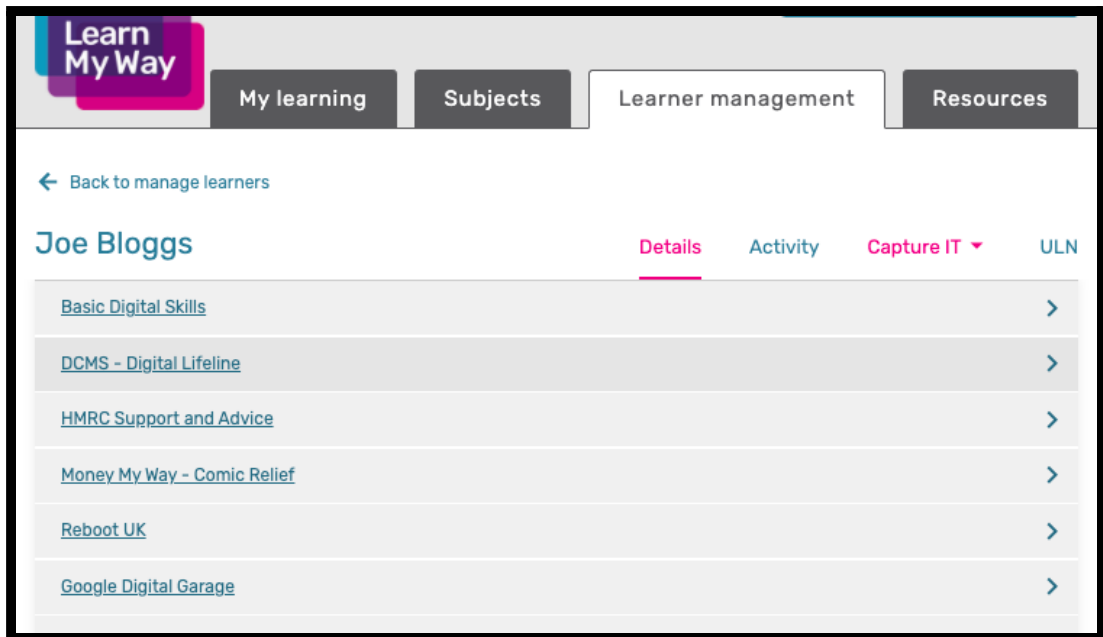 Learn
My Way
My learning Subjects Learner management Resources
Back to manage learners
Joe Bloggs Details Activity Capture IT ULN
Basic Digital Skills
DCMS - Digital Lifeline
HMRC Support and Advice
Money My Way - Comic Relief
Reboot UK
Google Digital Garage